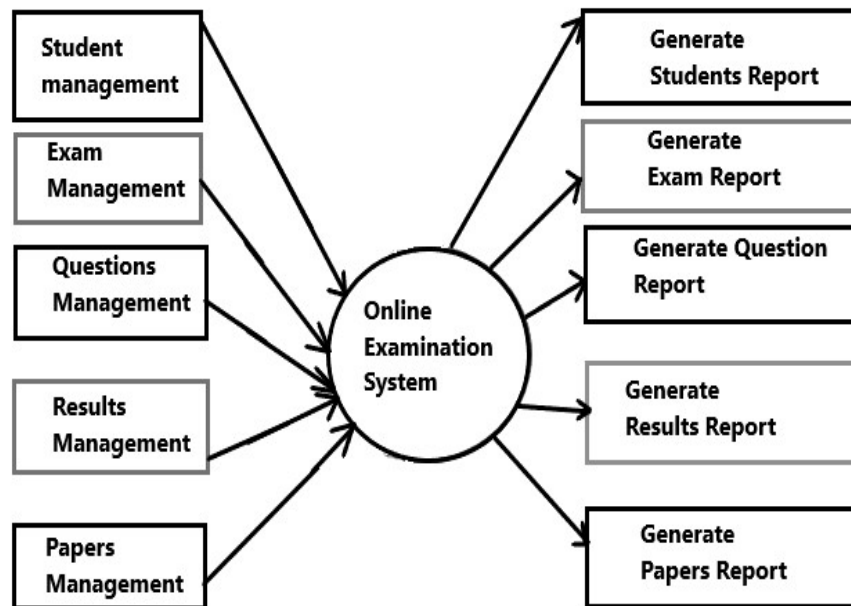 Student
management
Exam
Management
Questions
Management
Results
Management
Papers
Management
Online
Examination
System
Generate
Students Report
Generate
Exam Report
Generate Question
Report
Generate
Results Report
Generate
Papers Report